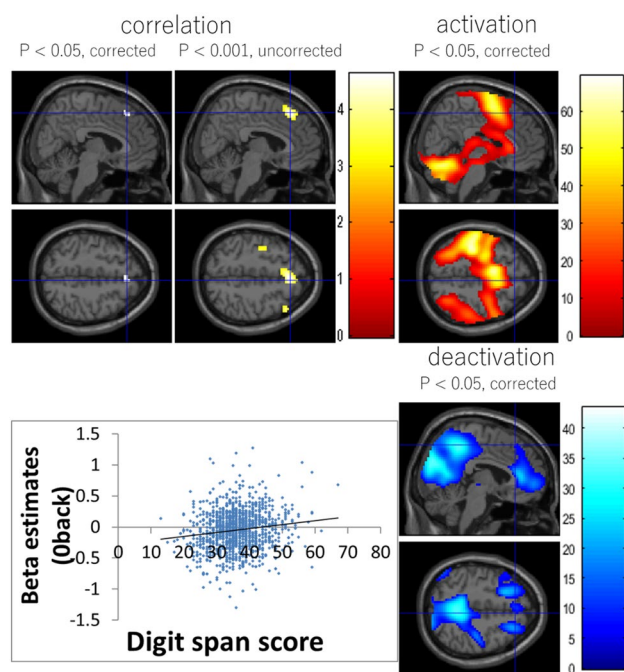 correlation
P < 0.05, corrected
P < 0.001, uncorrected
4
3
2
1
0
activation
P < 0.05, corrected
60
50
40
30
20
10
0
deactivation
P < 0.05, corrected
40
35
30
25
20
15
10
5
0
1.5
1
0.5
0
-0.5
-1
-1.5
0 10 20 30 40 50 60 70 80
Beta estimates
(0back)
Digit span score